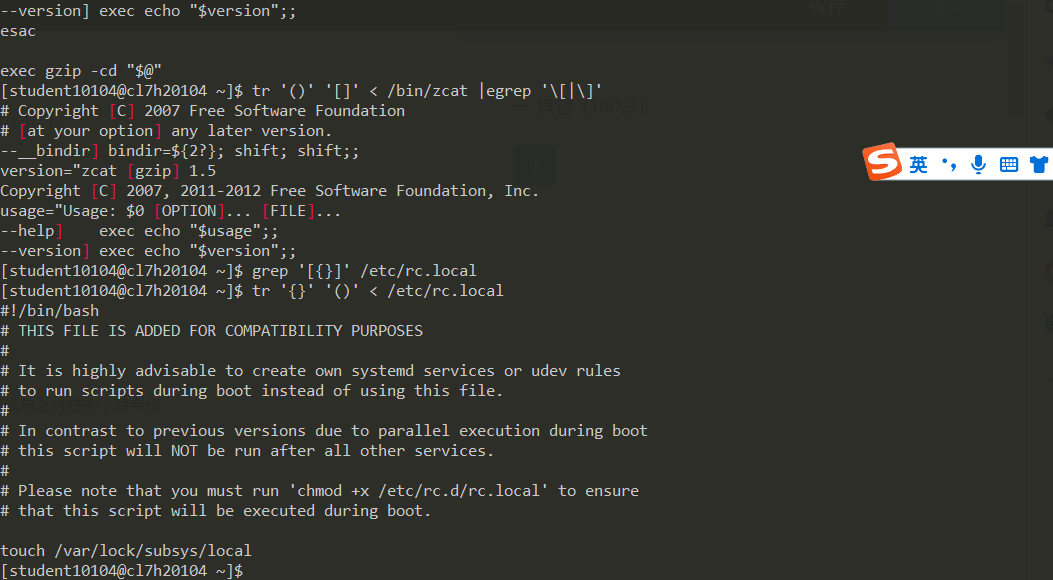 --version] exec echo "$version";;
esac

exec gzip -cd "$@"
[student10104@cl7h20104 ~]$ tr '()' '[]' < /bin/zcat |egrep '\[|\]'
# Copyright [C] 2007 Free Software Foundation
# [at your option] any later version.
--__bindir] bindir=${2?}; shift; shift;;
version="zcat [gzip] 1.5
Copyright [C] 2007, 2011-2012 Free Software Foundation, Inc.
usage="Usage: $0 [OPTION]... [FILE]...
--help]    exec echo "$usage";;
--version] exec echo "$version";;
[student10104@cl7h20104 ~]$ grep '[{}]' /etc/rc.local
[student10104@cl7h20104 ~]$ tr '{}' '()' < /etc/rc.local
#!/bin/bash
# THIS FILE IS ADDED FOR COMPATIBILITY PURPOSES
#
# It is highly advisable to create own systemd services or udev rules
# to run scripts during boot instead of using this file.
#
# In contrast to previous versions due to parallel execution during boot
# this script will NOT be run after all other services.
#
# Please note that you must run 'chmod +x /etc/rc.d/rc.local' to ensure
# that this script will be executed during boot.

touch /var/lock/subsys/local
[student10104@cl7h20104 ~]$
S 英